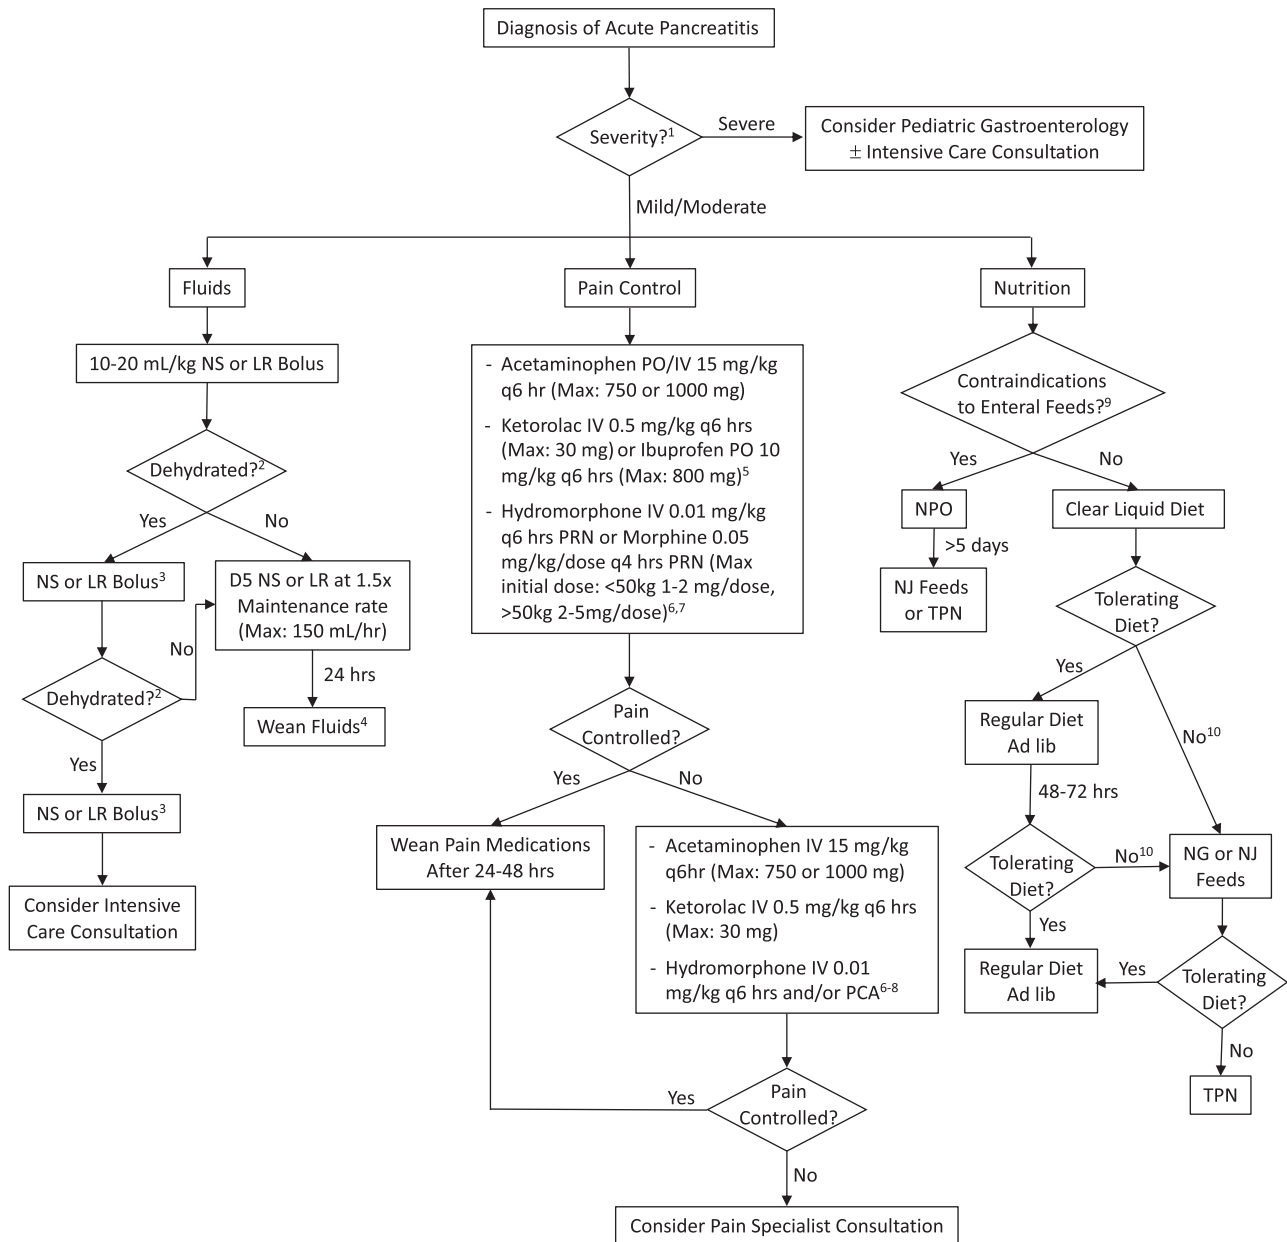 Diagnosis of Acute Pancreatitis
Severity?¹
Severe
Consider Pediatric Gastroenterology
± Intensive Care Consultation
Mild/Moderate
Fluids
10-20 mL/kg NS or LR Bolus
Dehydrated?²
Yes
No
NS or LR Bolus³
D5 NS or LR at 1.5x
Maintenance rate
(Max: 150 mL/hr)
No
24 hrs
Dehydrated?²
Wean Fluids⁴
Yes
NS or LR Bolus³
Consider Intensive
Care Consultation
Pain Control
- Acetaminophen PO/IV 15 mg/kg
q6 hr (Max: 750 or 1000 mg)
- Ketorolac IV 0.5 mg/kg q6 hrs
(Max: 30 mg) or Ibuprofen PO 10
mg/kg q6 hrs (Max: 800 mg)⁵
- Hydromorphone IV 0.01 mg/kg
q6 hrs PRN or Morphine 0.05
mg/kg/dose q4 hrs PRN (Max
initial dose: <50kg 1-2 mg/dose,
>50kg 2-5mg/dose)⁶,⁷
Pain
Controlled?
Yes
No
Wean Pain Medications
After 24-48 hrs
- Acetaminophen IV 15 mg/kg
q6hr (Max: 750 or 1000 mg)
- Ketorolac IV 0.5 mg/kg q6 hrs
(Max: 30 mg)
- Hydromorphone IV 0.01
mg/kg q6 hrs and/or PCA⁶⁻⁸
Pain
Controlled?
Yes
No
Consider Pain Specialist Consultation
Nutrition
Contraindications
to Enteral Feeds?⁹
Yes
No
NPO
Clear Liquid Diet
>5 days
NJ Feeds
or TPN
Tolerating
Diet?
Yes
No¹⁰
Regular Diet
Ad lib
48-72 hrs
Tolerating
Diet?
No¹⁰
NG or NJ
Feeds
Yes
Regular Diet
Ad lib
Yes
Tolerating
Diet?
No
TPN